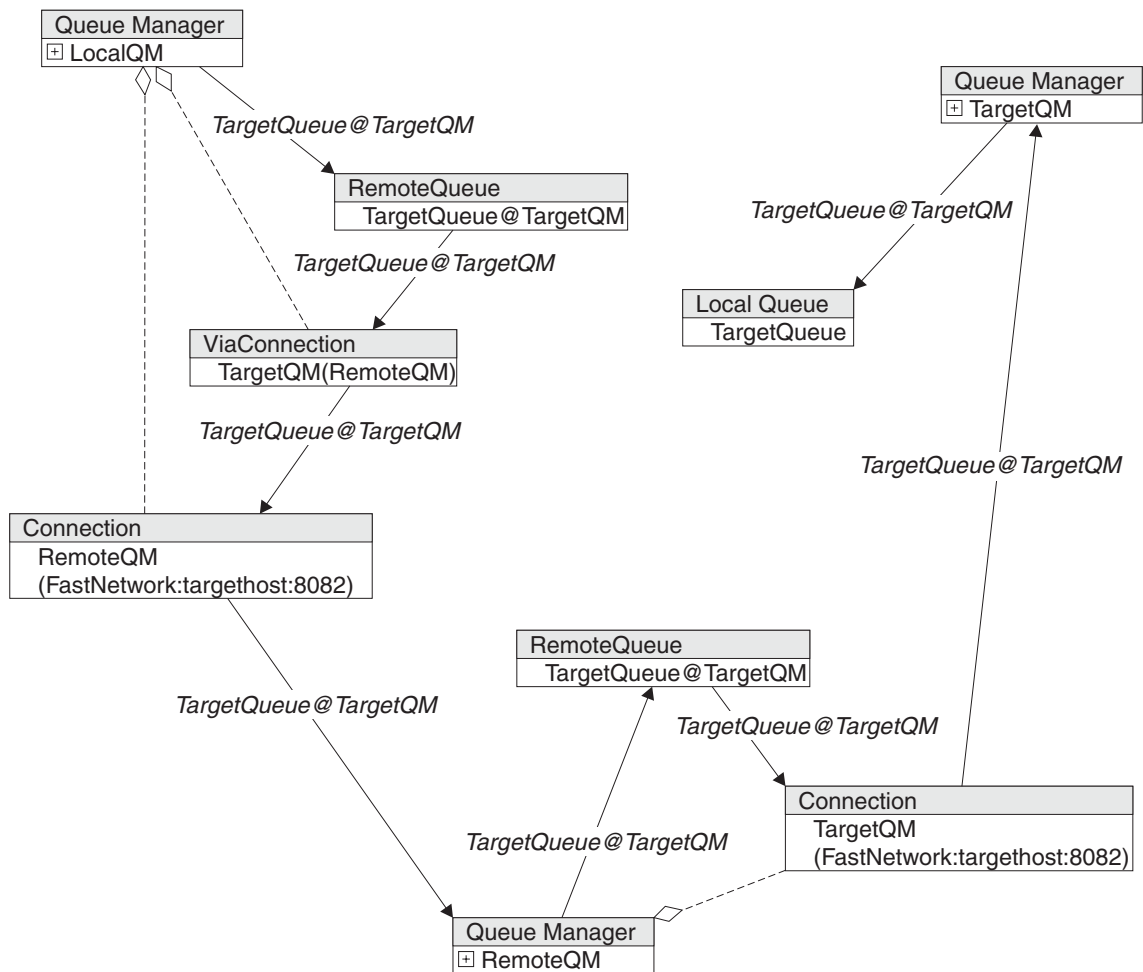 Queue Manager
LocalQM
TargetQueue@TargetQM
RemoteQueue
TargetQueue@TargetQM
TargetQueue@TargetQM
ViaConnection
TargetQM(RemoteQM)
TargetQueue@TargetQM
Connection
RemoteQM
(FastNetwork:targethost:8082)
TargetQueue@TargetQM
Queue Manager
RemoteQM
TargetQueue@TargetQM
RemoteQueue
TargetQueue@TargetQM
TargetQueue@TargetQM
Connection
TargetQM
(FastNetwork:targethost:8082)
TargetQueue@TargetQM
Queue Manager
TargetQM
TargetQueue@TargetQM
Local Queue
TargetQueue